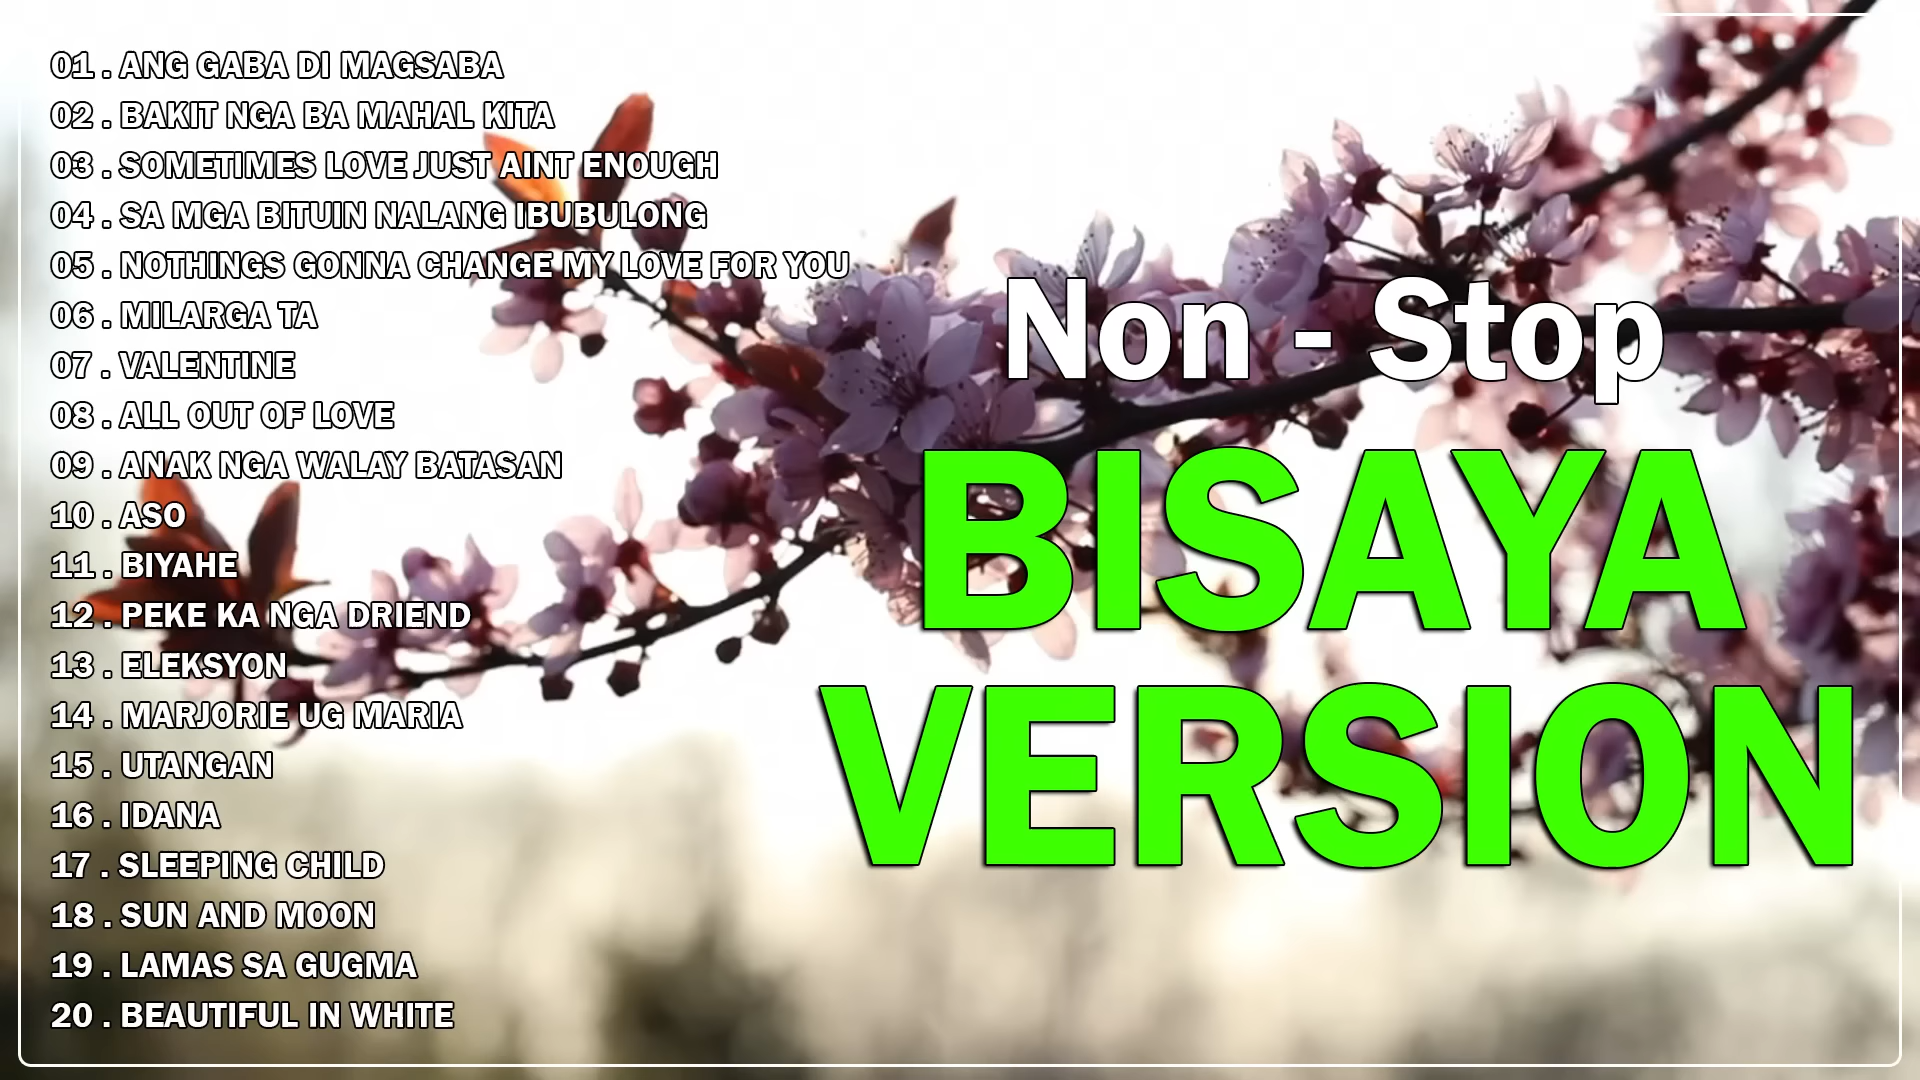 01 . ANG GABA DI MAGSABA
02 . BAKIT NGA BA MAHAL KITA
03 . SOMETIMES LOVE JUST AINT ENOUGH
04 . SA MGA BITUIN NALANG IBUBULONG
05 . NOTHINGS GONNA CHANGE MY LOVE FOR YOU
06 . MILARGA TA
07 . VALENTINE
08 . ALL OUT OF LOVE
09 . ANAK NGA WALAY BATASAN
10 . ASO
11 . BIYAHE
12 . PEKE KA NGA DRIEND
13 . ELEKSYON
14 . MARJORIE UG MARIA
15 . UTANGAN
16 . IDANA
17 . SLEEPING CHILD
18 . SUN AND MOON
19 . LAMAS SA GUGMA
20 . BEAUTIFUL IN WHITE
Non - Stop
BISAYA
VERSION